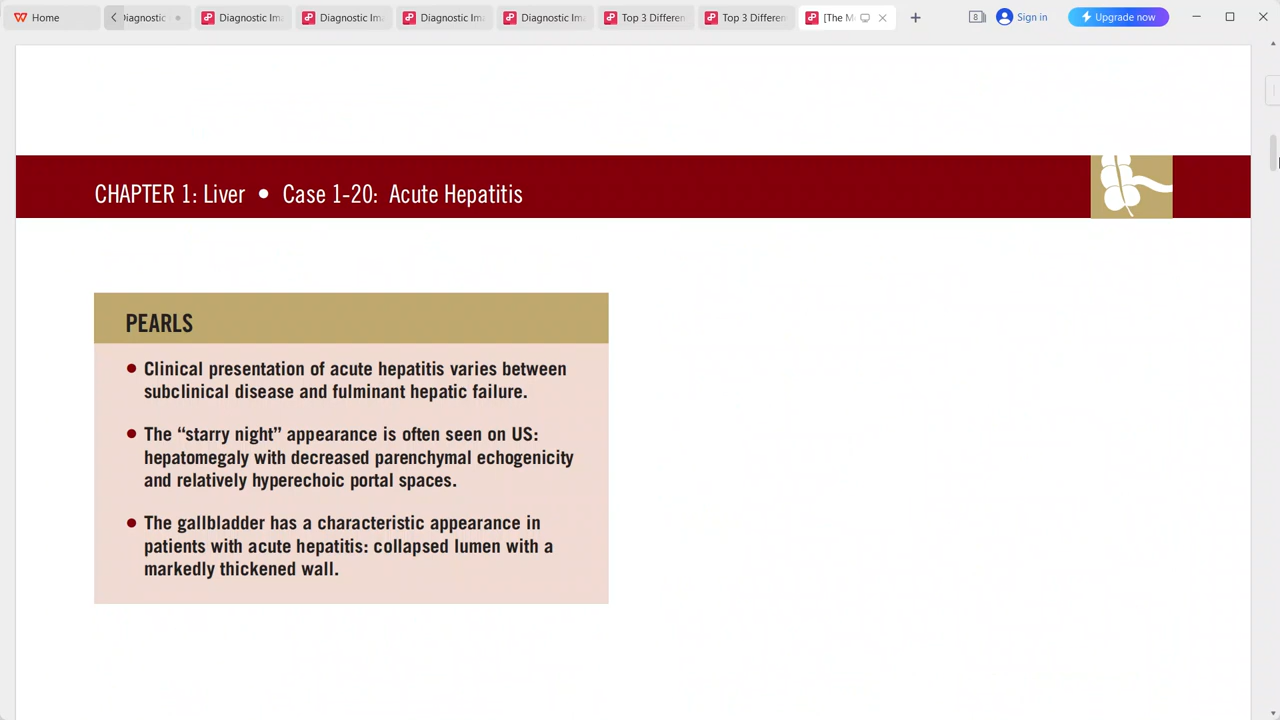 Home
iagnostic
Diagnostic Im
Diagnostic Im
Diagnostic Im
Diagnostic Im
Top 3 Differen
Top 3 Differen
[The M
8
Sign in
Upgrade now
CHAPTER 1: Liver • Case 1-20: Acute Hepatitis
PEARLS
• Clinical presentation of acute hepatitis varies between
subclinical disease and fulminant hepatic failure.
• The “starry night” appearance is often seen on US:
hepatomegaly with decreased parenchymal echogenicity
and relatively hyperechoic portal spaces.
• The gallbladder has a characteristic appearance in
patients with acute hepatitis: collapsed lumen with a
markedly thickened wall.